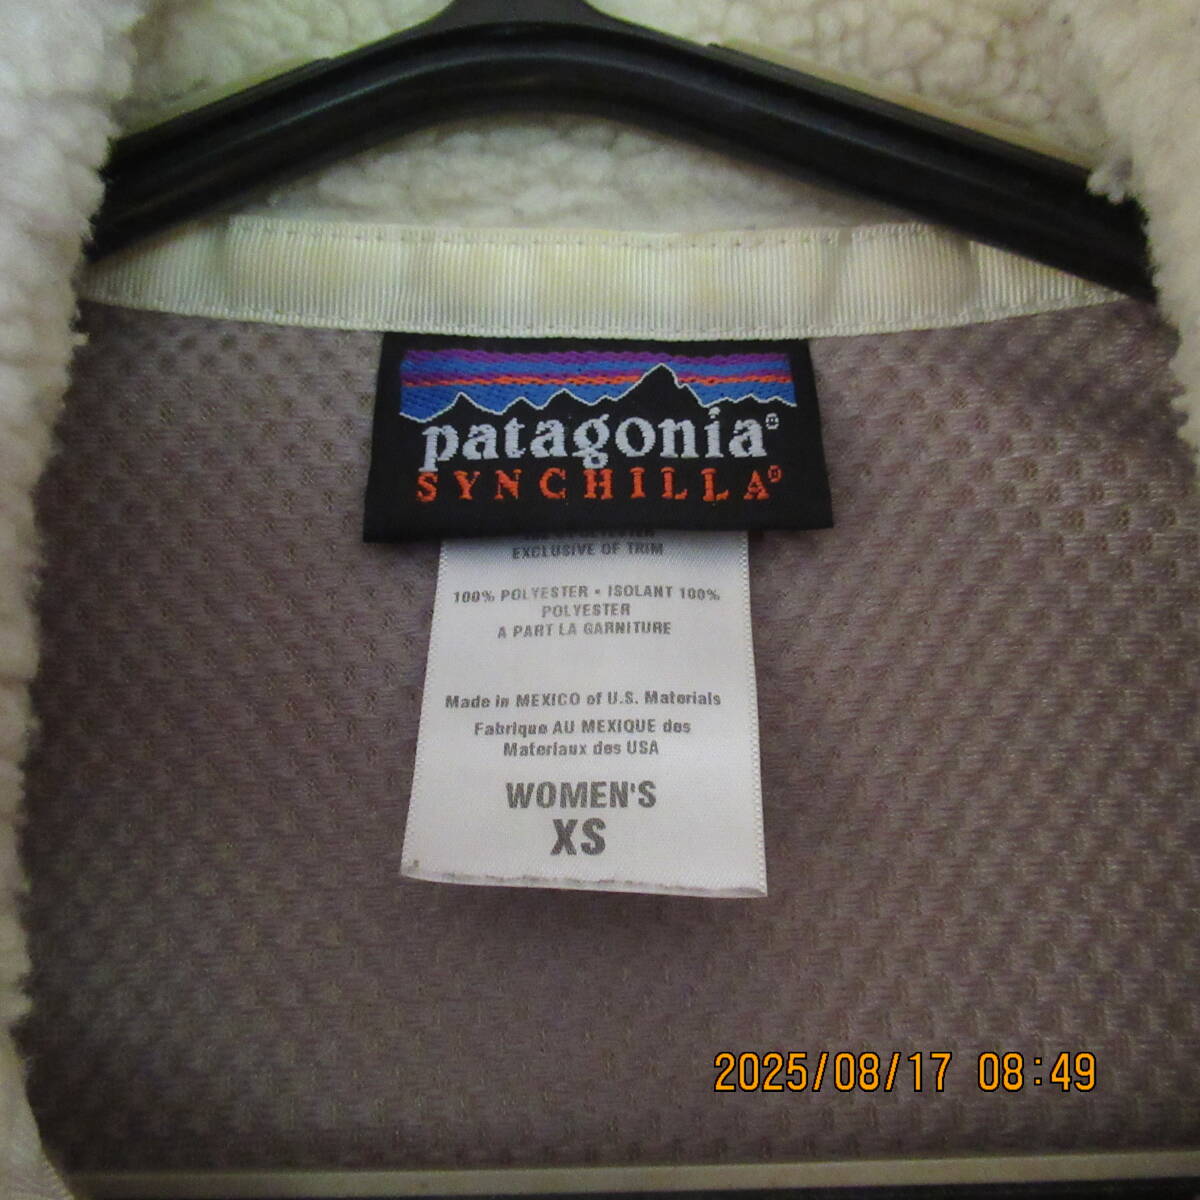 patagonia®
SYNCHILLA®
EXCLUSIVE OF TRIM
100% POLYESTER • ISOLANT 100%
POLYESTER
A PART LA GARNITURE
Made in MEXICO of U.S. Materials
Fabrique AU MEXIQUE des
Materiaux des USA
WOMEN'S
XS
2025/08/17 08:49